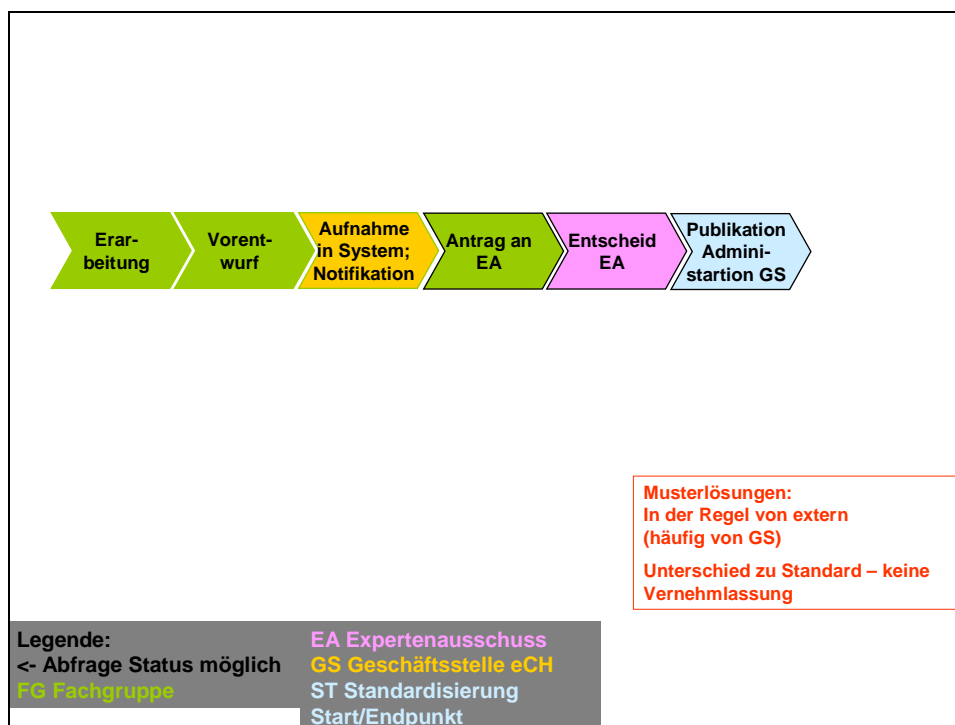 Erar-
beitung
Vorent-
wurf
Aufnahme
in System;
Notifikation
Antrag an
EA
Entscheid
EA
Publikation
Admini-
startion GS
Musterlösungen:
In der Regel von extern
(häufig von GS)
Unterschied zu Standard – keine
Vernehmlassung
Legende:
<- Abfrage Status möglich
FG Fachgruppe
EA Expertenausschuss
GS Geschäftsstelle eCH
ST Standardisierung
Start/Endpunkt